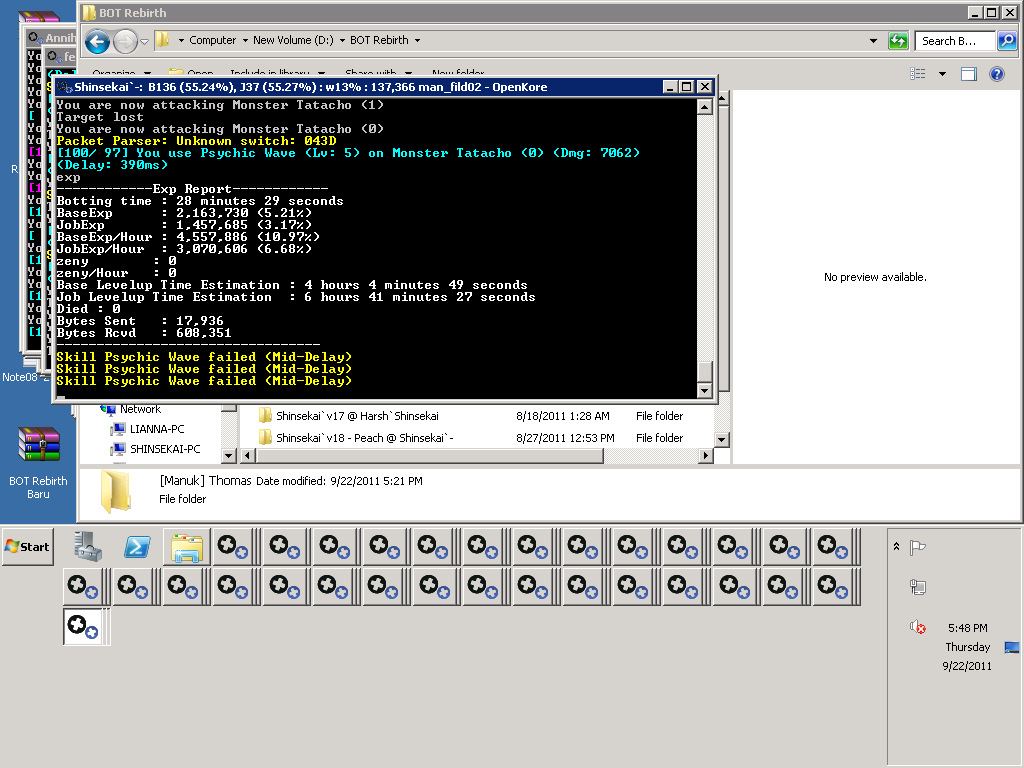 BOT Rebirth
Computer New Volume (D:) BOT Rebirth
Search B...
Organize Open Include in library Share with New folder
Annih
fe
Shinsekai`-: B136 (55.24%), J37 (55.27%) : w13% : 137,366 man_fild02 - OpenKore
You are now attacking Monster Tatacho (1)
Target lost
You are now attacking Monster Tatacho (0)
Packet Parser: Unknown switch: 043D
[100/ 97] You use Psychic Wave (Lv: 5) on Monster Tatacho (0) (Dmg: 7062)
(Delay: 390ms)
exp
------------Exp Report------------
Botting time : 28 minutes 29 seconds
BaseExp : 2,163,730 (5.21%)
JobExp : 1,457,685 (3.17%)
BaseExp/Hour : 4,557,886 (10.97%)
JobExp/Hour : 3,070,606 (6.68%)
zeny : 0
zeny/Hour : 0
Base Levelup Time Estimation : 4 hours 4 minutes 49 seconds
Job Levelup Time Estimation : 6 hours 41 minutes 27 seconds
Died : 0
Bytes Sent : 17,936
Bytes Rcvd : 608,351
---------------------------------
Skill Psychic Wave failed (Mid-Delay)
Skill Psychic Wave failed (Mid-Delay)
Skill Psychic Wave failed (Mid-Delay)
No preview available.
Network
LIANNA-PC
SHINSEKAI-PC
Shinsekai`v17 @ Harsh`Shinsekai 8/18/2011 1:28 AM File folder
Shinsekai`v18 - Peach @ Shinsekai`- 8/27/2011 12:53 PM File folder
[Manuk] Thomas Date modified: 9/22/2011 5:21 PM
File folder
BOT Rebirth
Baru
Start
5:48 PM
Thursday
9/22/2011